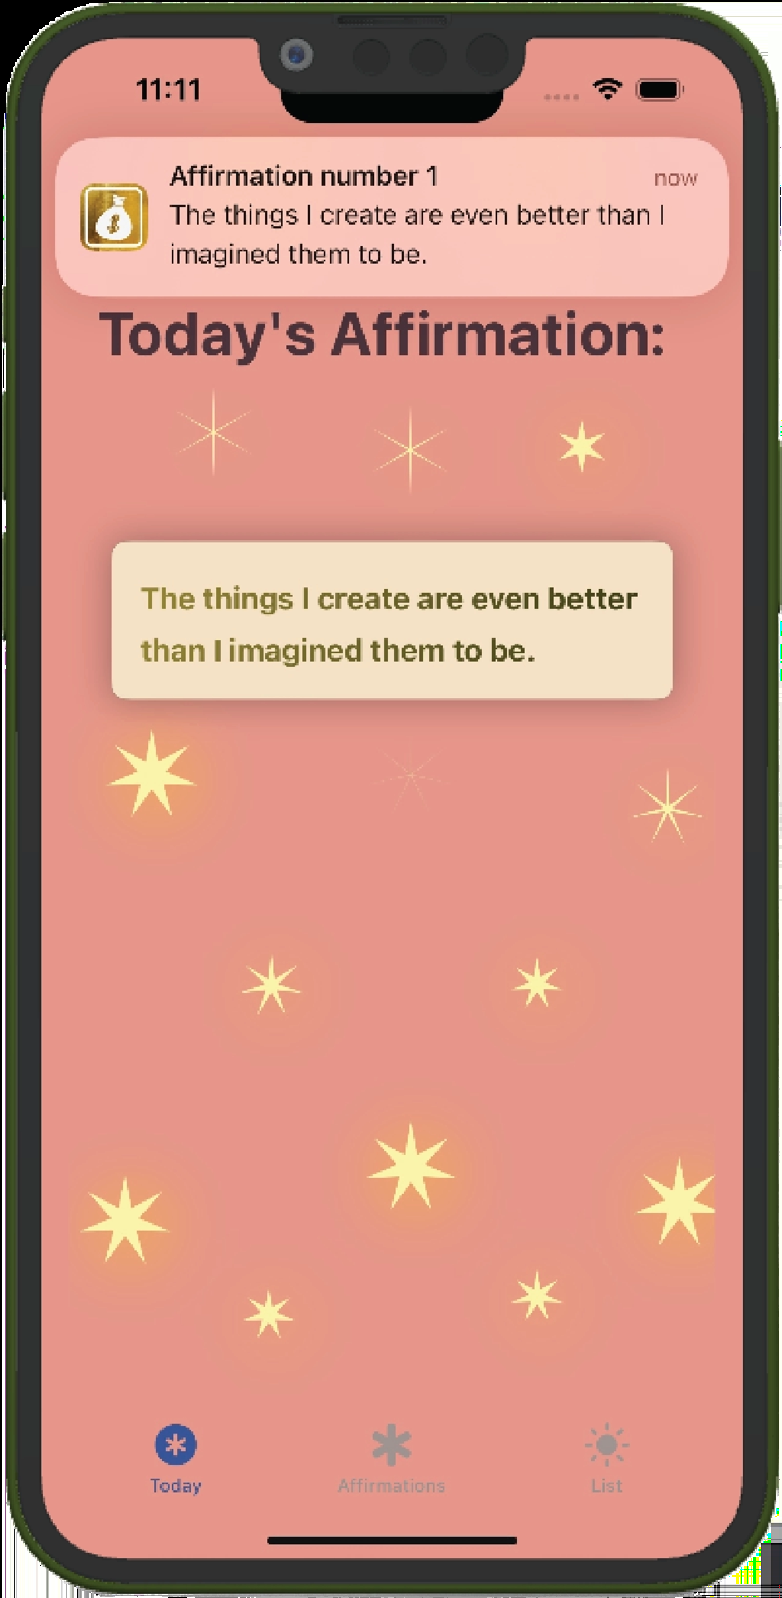 11:11
Affirmation number 1
now
The things I create are even better than I
imagined them to be.
Today's Affirmation:
The things I create are even better
than I imagined them to be.
Today
Affirmations
List